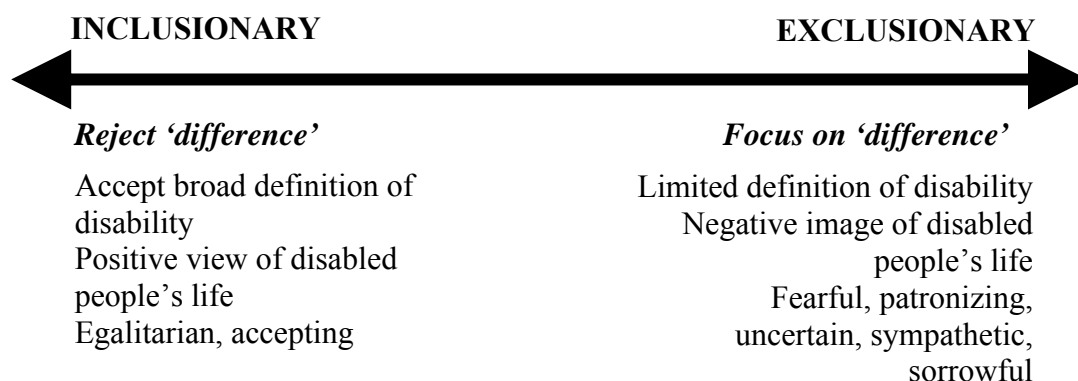 INCLUSIONARY
EXCLUSIONARY
Reject ‘difference’
Accept broad definition of
disability
Positive view of disabled
people’s life
Egalitarian, accepting
Focus on ‘difference’
Limited definition of disability
Negative image of disabled
people’s life
Fearful, patronizing,
uncertain, sympathetic,
sorrowful